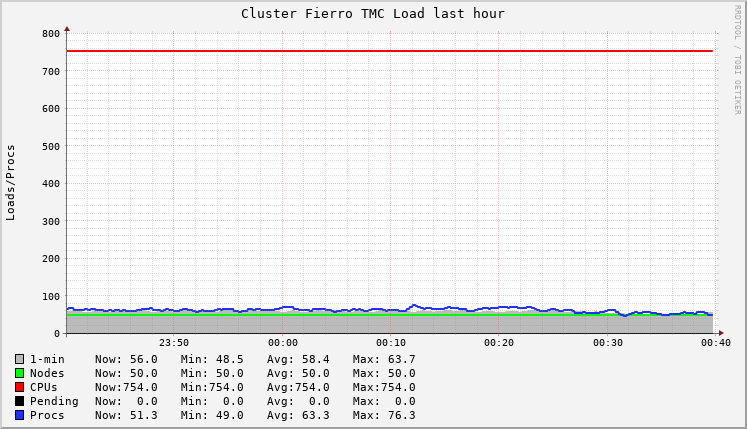 Cluster Fierro TMC Load last hour
RRDTOOL / TOBI OETIKER
Loads/Procs
800
700
600
500
400
300
200
100
0
23:50 00:00 00:10 00:20 00:30 00:40
1-min Now: 56.0 Min: 48.5 Avg: 58.4 Max: 63.7
Nodes Now: 50.0 Min: 50.0 Avg: 50.0 Max: 50.0
CPUs Now:754.0 Min:754.0 Avg:754.0 Max:754.0
Pending Now: 0.0 Min: 0.0 Avg: 0.0 Max: 0.0
Procs Now: 51.3 Min: 49.0 Avg: 63.3 Max: 76.3